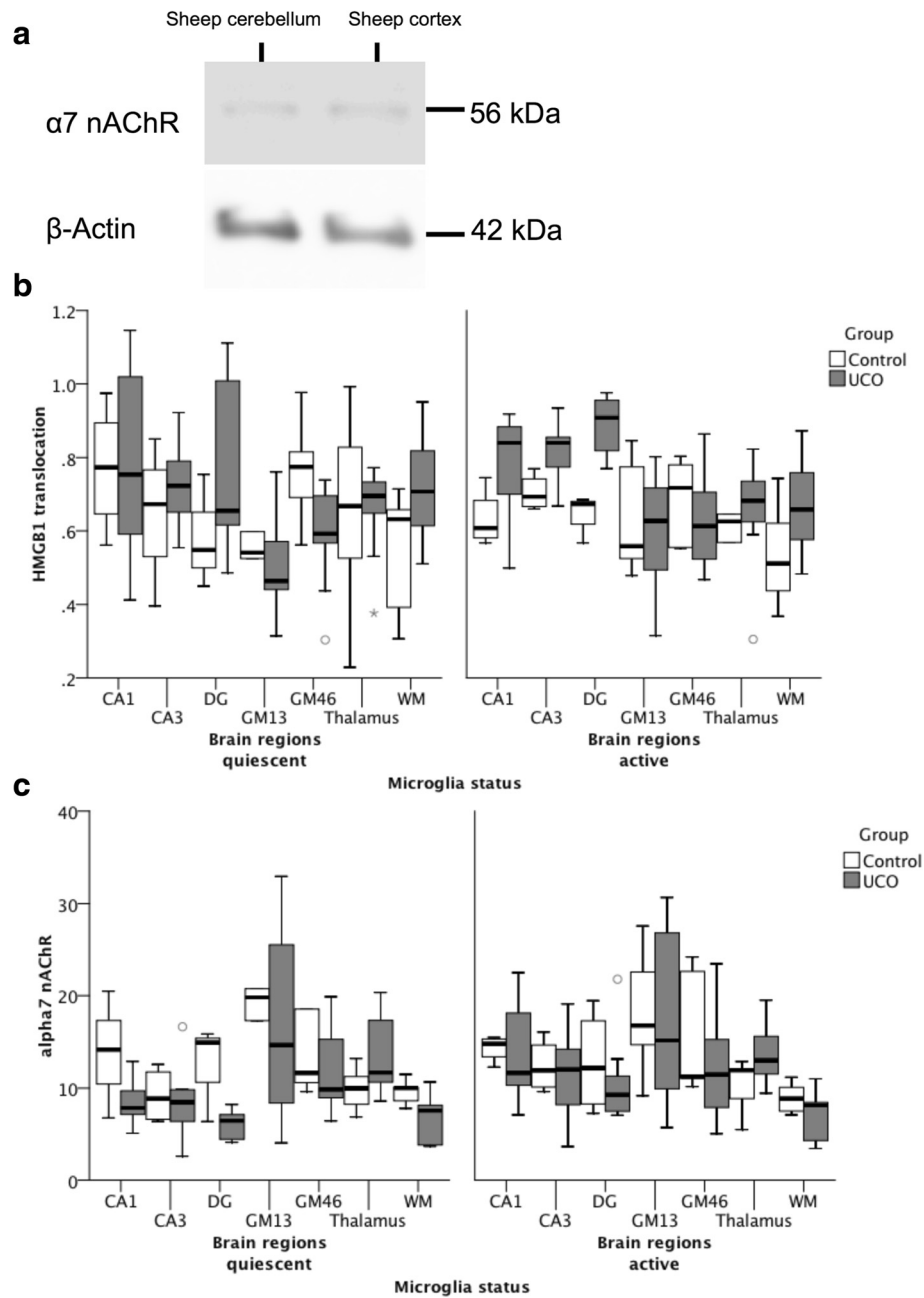 a
Sheep cerebellum Sheep cortex
α7 nAChR
56 kDa
β-Actin
42 kDa
b
HMGB1 translocation
1.2
1.0
.8
.6
.4
.2
Group
Control
UCO
CA1 DG GM46 WM
CA3 GM13 Thalamus
Brain regions
quiescent
CA1 DG GM46 WM
CA3 GM13 Thalamus
Brain regions
active
Microglia status
c
alpha7 nAChR
40
30
20
10
0
Group
Control
UCO
CA1 DG GM46 WM
CA3 GM13 Thalamus
Brain regions
quiescent
CA1 DG GM46 WM
CA3 GM13 Thalamus
Brain regions
active
Microglia status